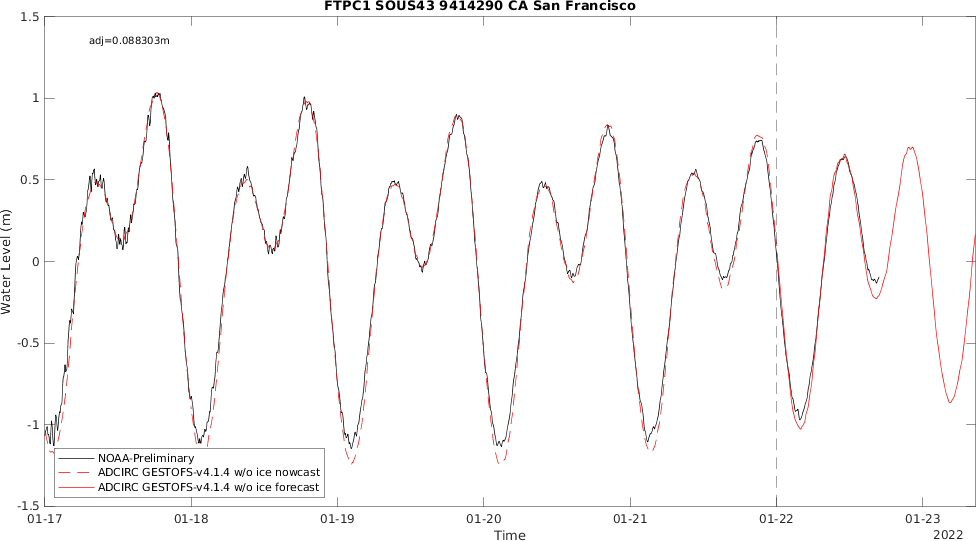 FTPC1 SOUS43 9414290 CA San Francisco
adj=0.088303m
Water Level (m)
1.5
1
0.5
0
-0.5
-1
-1.5
NOAA-Preliminary
ADCIRC GESTOFS-v4.1.4 w/o ice nowcast
ADCIRC GESTOFS-v4.1.4 w/o ice forecast
01-17 01-18 01-19 01-20 01-21 01-22 01-23
Time
2022